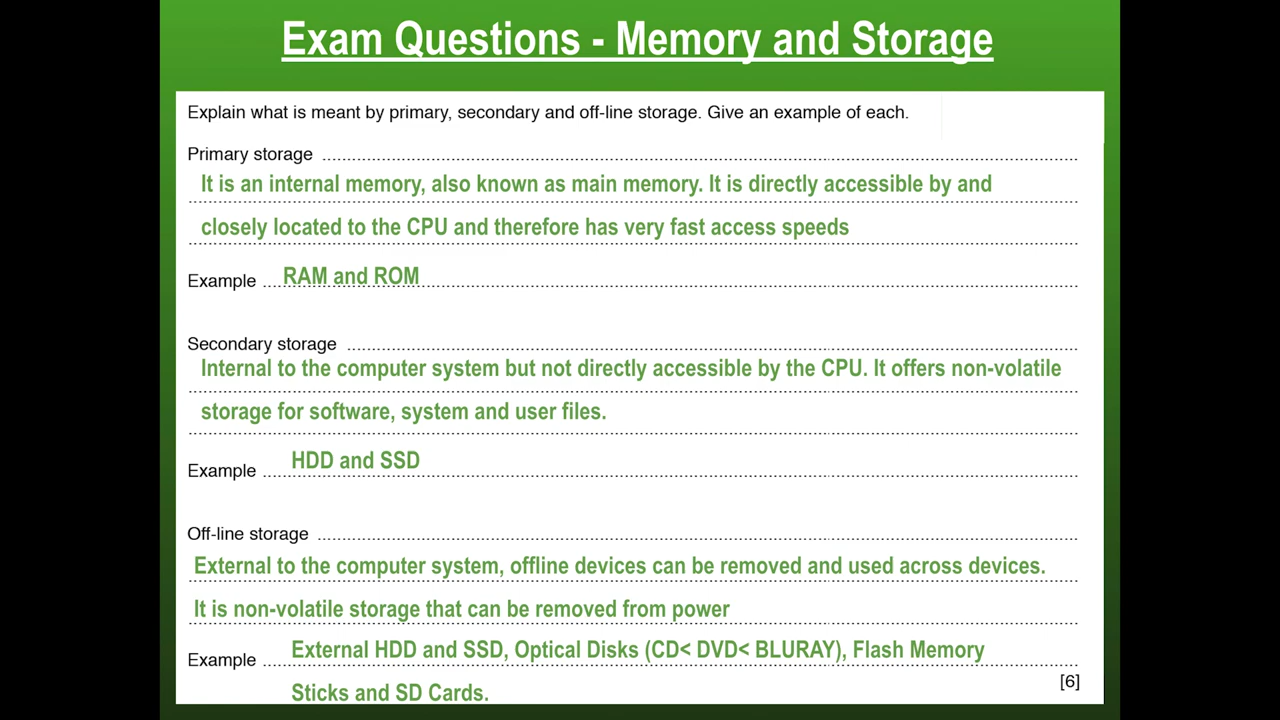 Exam Questions - Memory and Storage
Explain what is meant by primary, secondary and off-line storage. Give an example of each.
Primary storage
It is an internal memory, also known as main memory. It is directly accessible by and
closely located to the CPU and therefore has very fast access speeds
Example RAM and ROM
Secondary storage
Internal to the computer system but not directly accessible by the CPU. It offers non-volatile
storage for software, system and user files.
Example HDD and SSD
Off-line storage
External to the computer system, offline devices can be removed and used across devices.
It is non-volatile storage that can be removed from power
Example External HDD and SSD, Optical Disks (CD< DVD< BLURAY), Flash Memory
Sticks and SD Cards.
[6]